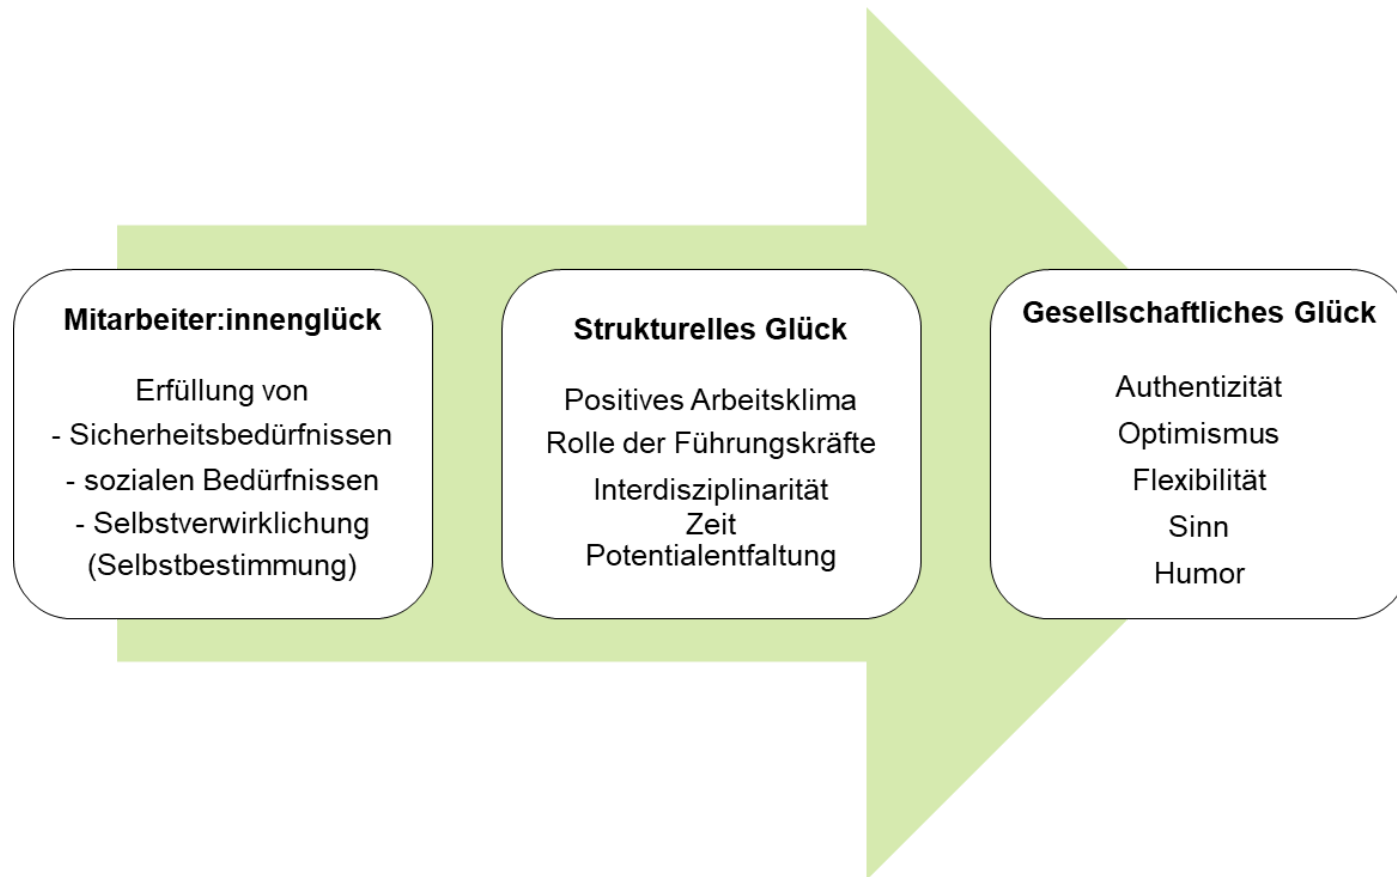 Mitarbeiter:innenglück
Erfüllung von
- Sicherheitsbedürfnissen
- sozialen Bedürfnissen
- Selbstverwirklichung
(Selbstbestimmung)
Strukturelles Glück
Positives Arbeitsklima
Rolle der Führungskräfte
Interdisziplinarität
Zeit
Potentialentfaltung
Gesellschaftliches Glück
Authentizität
Optimismus
Flexibilität
Sinn
Humor